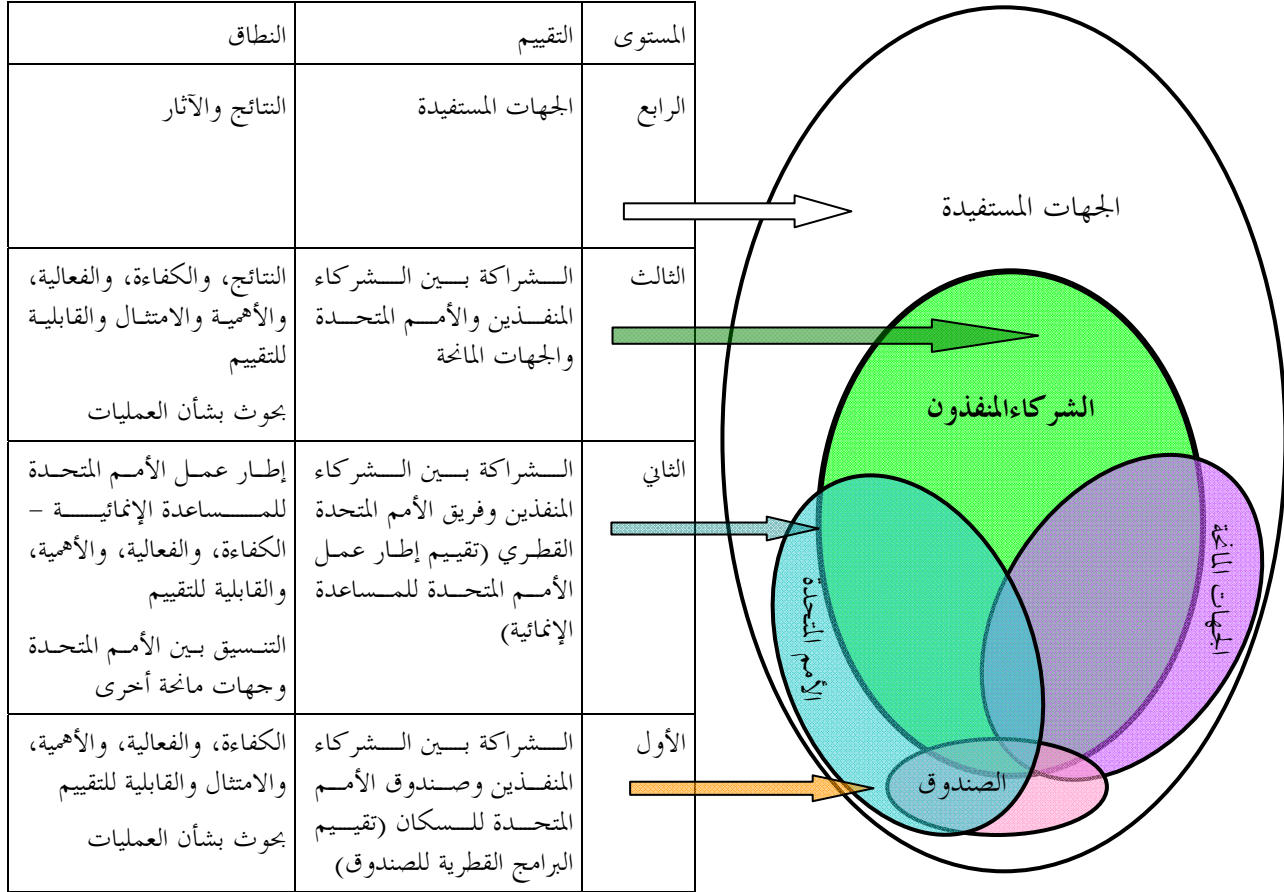 المستوى
التقييم
النطاق
الرابع
الجهات المستفيدة
النتائج والآثار
الثالث
الشراكة بين الشركاء
المنفذين والأمم المتحدة
والجهات المانحة
النتائج، والكفاءة، والفعالية،
والأهمية والامتثال والقابلية
للتقييم
بحوث بشأن العمليات
الثاني
الشراكة بين الشركاء
المنفذين وفريق الأمم المتحدة
القطري (تقييم إطار عمل
الأمم المتحدة للمساعدة
الإنمائية)
إطار عمل الأمم المتحدة
للمساعدة الإنمائية –
الكفاءة، والفعالية، والأهمية،
والقابلية للتقييم
التنسيق بين الأمم المتحدة
وجهات مانحة أخرى
الأول
الشراكة بين الشركاء
المنفذين وصندوق الأمم
المتحدة للسكان (تقييم
البرامج القطرية للصندوق)
الكفاءة، والفعالية، والأهمية،
والامتثال والقابلية للتقييم
بحوث بشأن العمليات
الجهات المستفيدة
الشركاءالمنفذون
الجهات المانحة
الأمم المتحدة
الصندوق